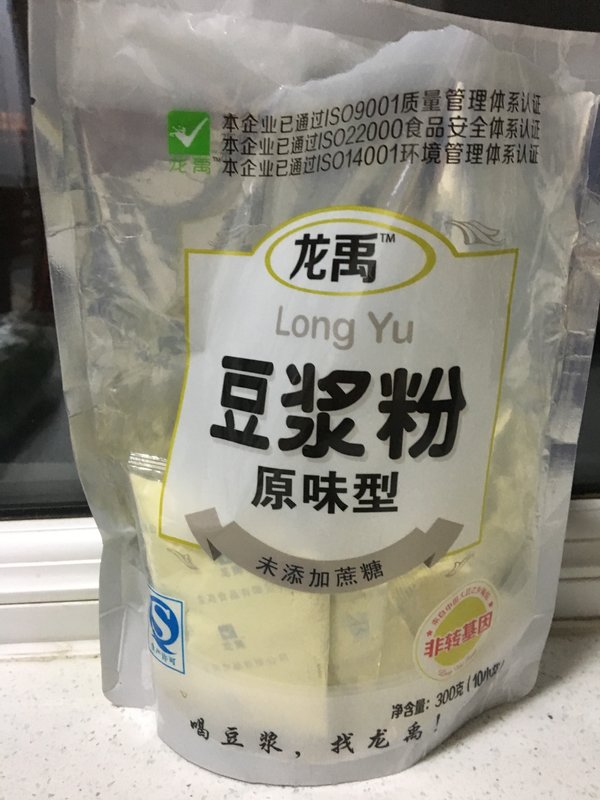 本企业已通过ISO9001质量管理体系认证
本企业已通过ISO22000食品安全体系认证
本企业已通过ISO14001环境管理体系认证
龙禹™
龙禹™
Long Yu
豆浆粉
原味型
未添加蔗糖
非转基因
净含量：300克（10小袋）
喝豆浆，找龙禹！